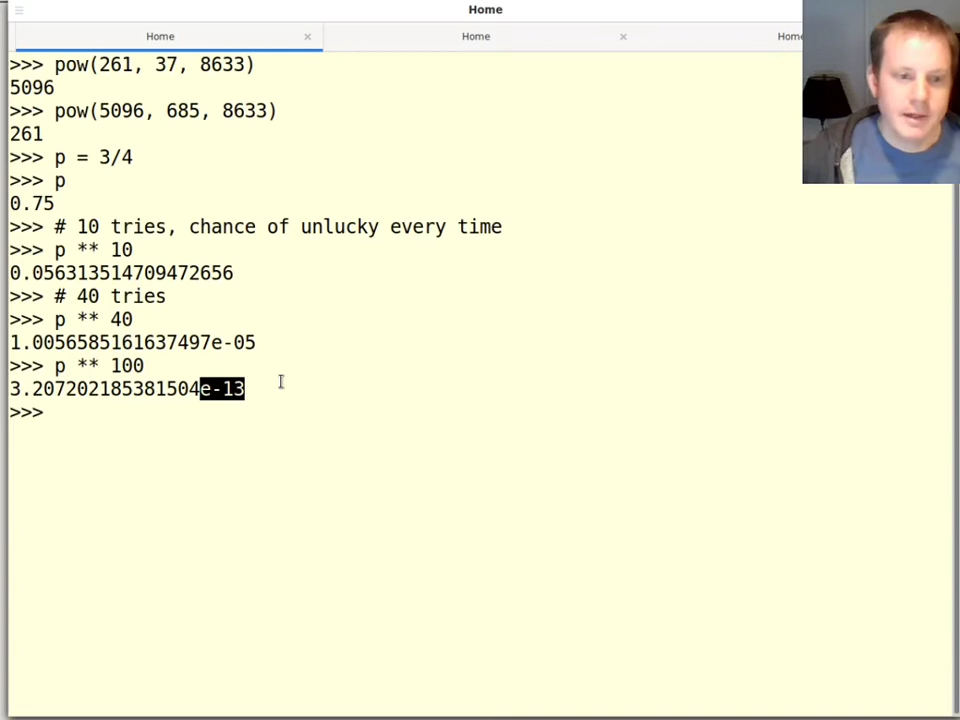 Home
Home × Home × Hom
>>> pow(261, 37, 8633)
5096
>>> pow(5096, 685, 8633)
261
>>> p = 3/4
>>> p
0.75
>>> # 10 tries, chance of unlucky every time
>>> p ** 10
0.056313514709472656
>>> # 40 tries
>>> p ** 40
1.0056585161637497e-05
>>> p ** 100
3.207202185381504e-13
>>>